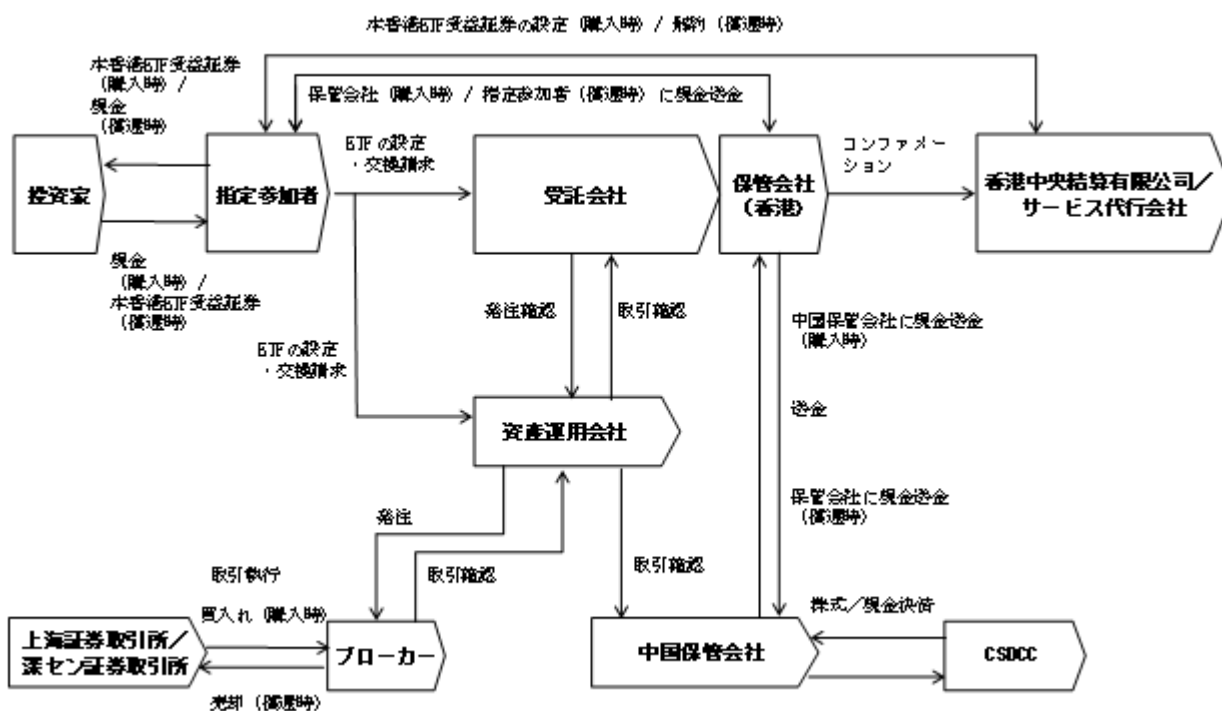 本香港ETF受益証券の設定 (購入時) / 解約 (償還時)
本香港ETF受益証券
(購入時) /
現金
(償還時)
保管会社 (購入時) / 指定参加者 (償還時) に現金送金
ETFの設定
・交換請求
コンファメー
ション
投資家
指定参加者
受託会社
保管会社
(香港)
香港中央結算有限公司/
サービス代行会社
現金
(購入時) /
本香港ETF受益証券
(償還時)
発注確認
取引確認
中国保管会社に現金送金
(購入時)
ETFの設定
・交換請求
送金
資産運用会社
保管会社に現金送金
(償還時)
発注
取引執行
取引確認
取引確認
買入れ (購入時)
株式/現金決済
上海証券取引所/
深セン証券取引所
ブローカー
中国保管会社
CSDCC
売却 (償還時)